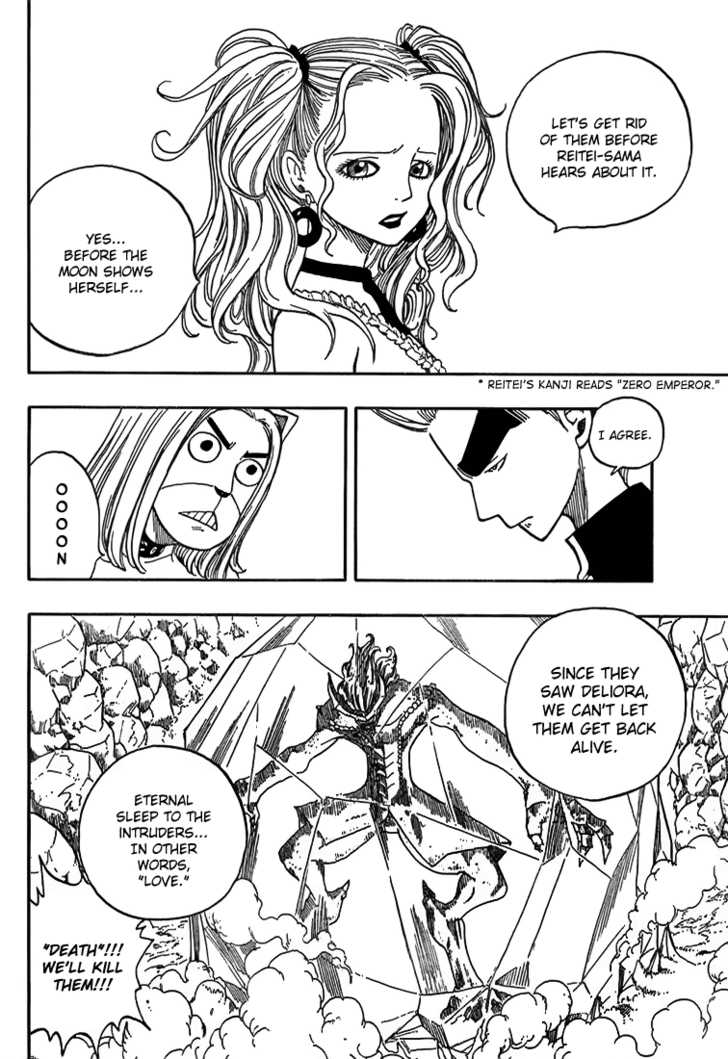 LET'S GET RID
OF THEM BEFORE
REITEI-SAMA
HEARS ABOUT IT.
YES...
BEFORE THE
MOON SHOWS
HERSELF...
* REITEI'S KANJI READS "ZERO EMPEROR."
OOOON
I AGREE.
SINCE THEY
SAW DELIORA,
WE CAN'T LET
THEM GET BACK
ALIVE.
ETERNAL
SLEEP TO THE
INTRUDERS...
IN OTHER
WORDS,
"LOVE."
"DEATH"!!!
WE'LL KILL
THEM!!!